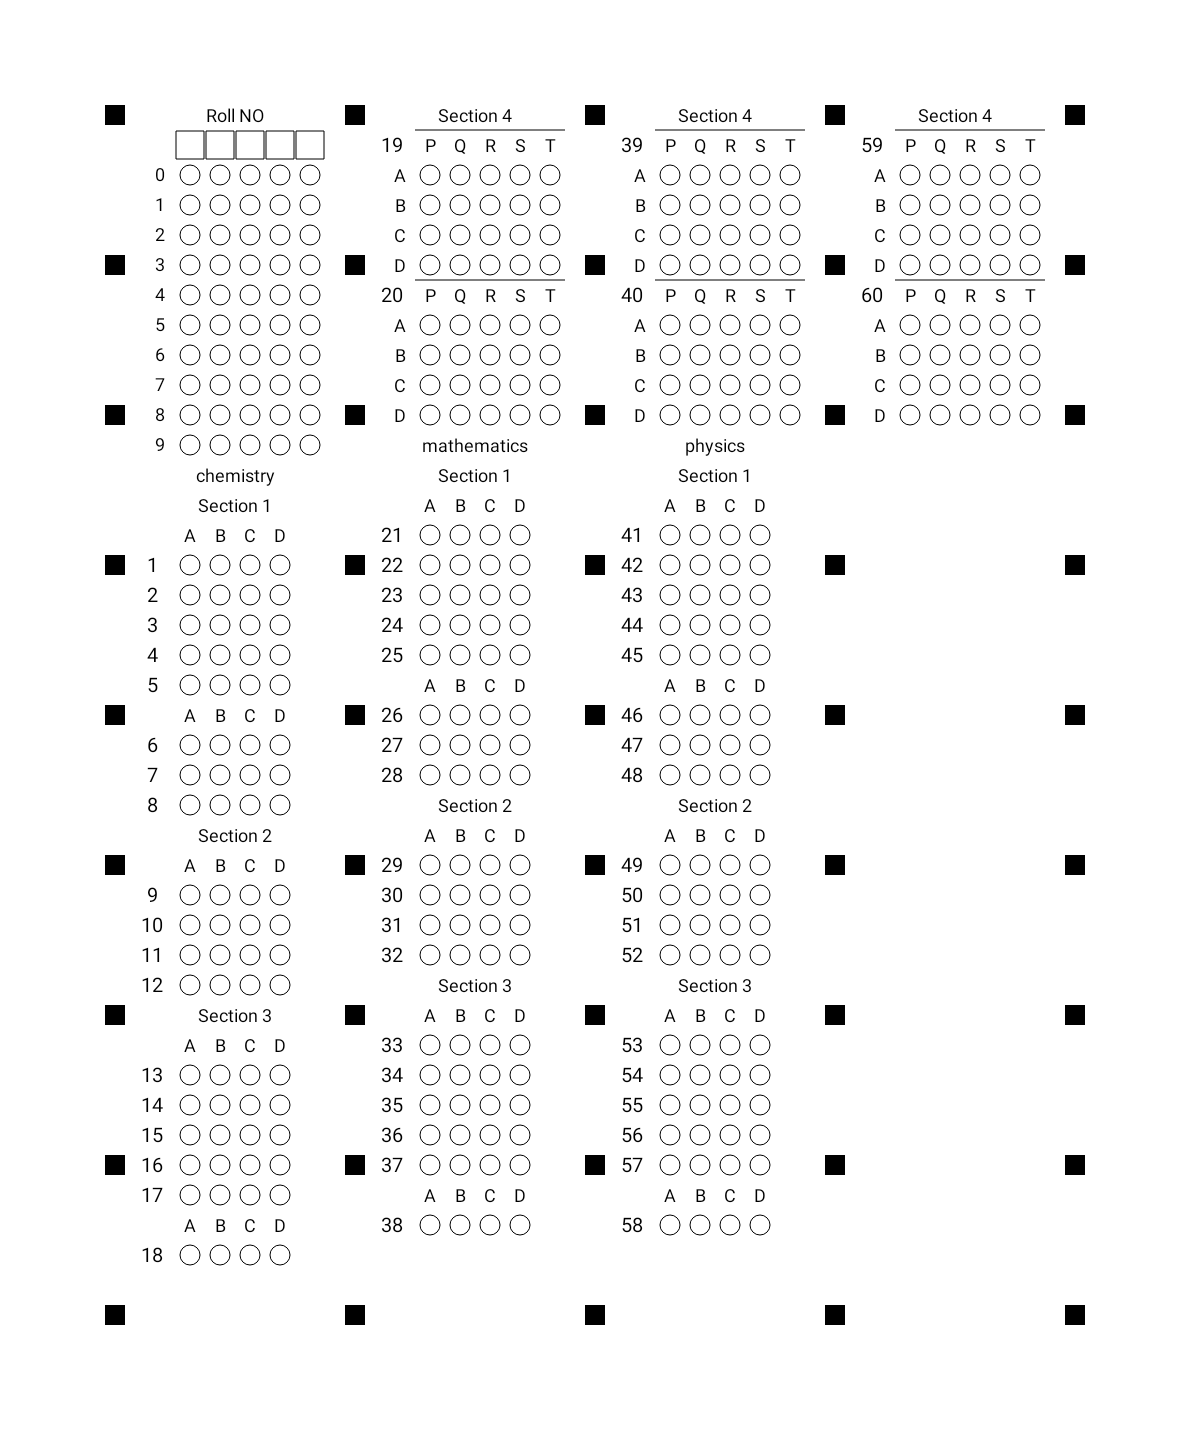 Roll NO
0
1
2
3
4
5
6
7
8
9
chemistry
Section 1
A B C D
1
2
3
4
5
A B C D
6
7
8
Section 2
A B C D
9
10
11
12
Section 3
A B C D
13
14
15
16
17
A B C D
18
Section 4
19 P Q R S T
A
B
C
D
20 P Q R S T
A
B
C
D
mathematics
Section 1
A B C D
21
22
23
24
25
A B C D
26
27
28
Section 2
A B C D
29
30
31
32
Section 3
A B C D
33
34
35
36
37
A B C D
38
Section 4
39 P Q R S T
A
B
C
D
40 P Q R S T
A
B
C
D
physics
Section 1
A B C D
41
42
43
44
45
A B C D
46
47
48
Section 2
A B C D
49
50
51
52
Section 3
A B C D
53
54
55
56
57
A B C D
58
Section 4
59 P Q R S T
A
B
C
D
60 P Q R S T
A
B
C
D